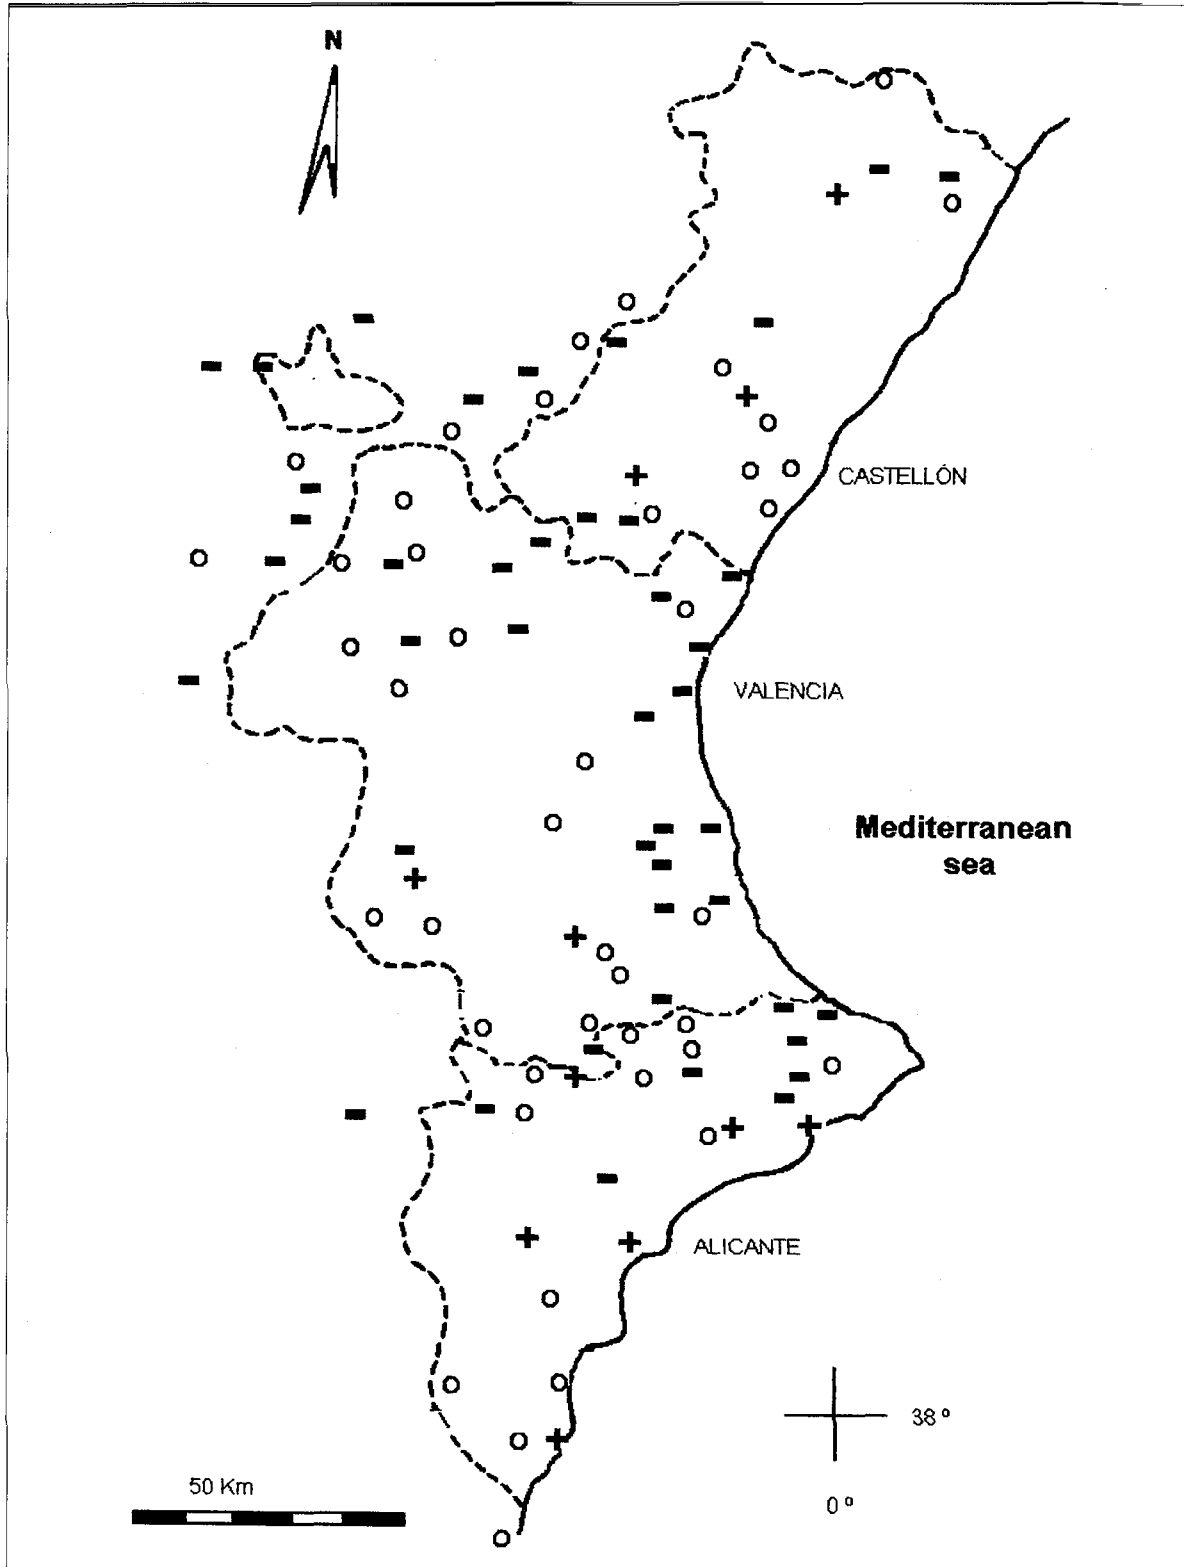 N
CASTELLÓN
VALENCIA
Mediterranean
sea
ALICANTE
38 º
50 Km
0 º